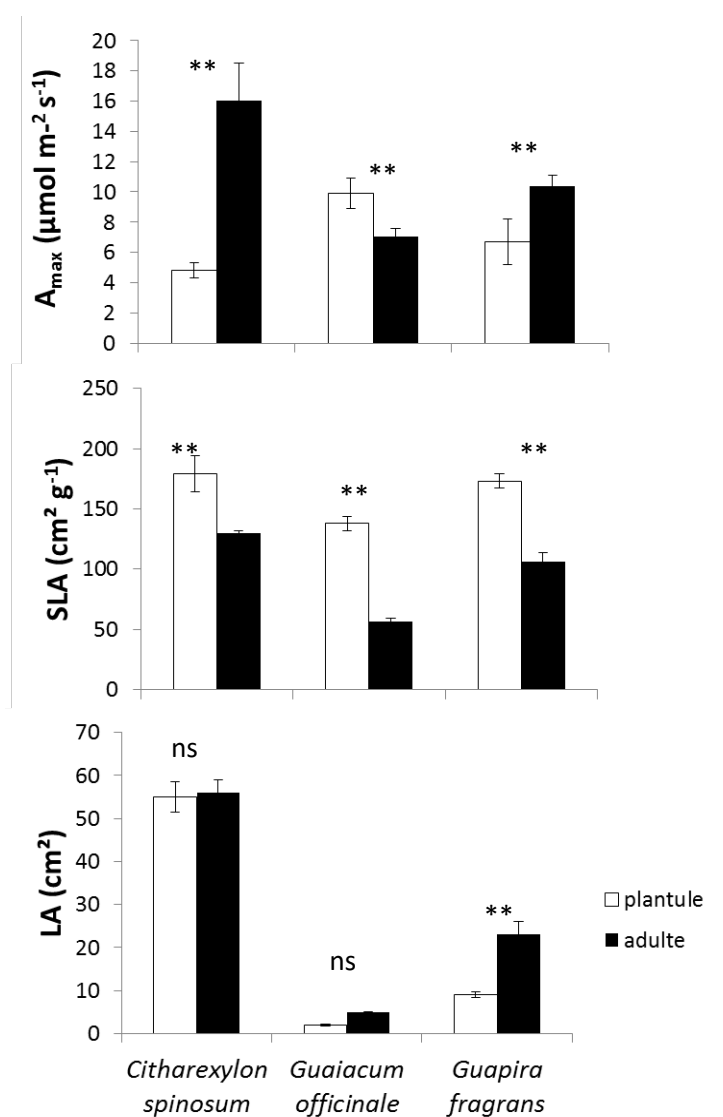 20
18
16
14
12
10
8
6
4
2
0
A_max (µmol m-² s⁻¹)
**
**
**
250
200
150
100
50
0
SLA (cm² g⁻¹)
**
**
**
70
60
50
40
30
20
10
0
LA (cm²)
ns
ns
**
plantule
adulte
Citharexylon
spinosum
Guaiacum
officinale
Guapira
fragrans